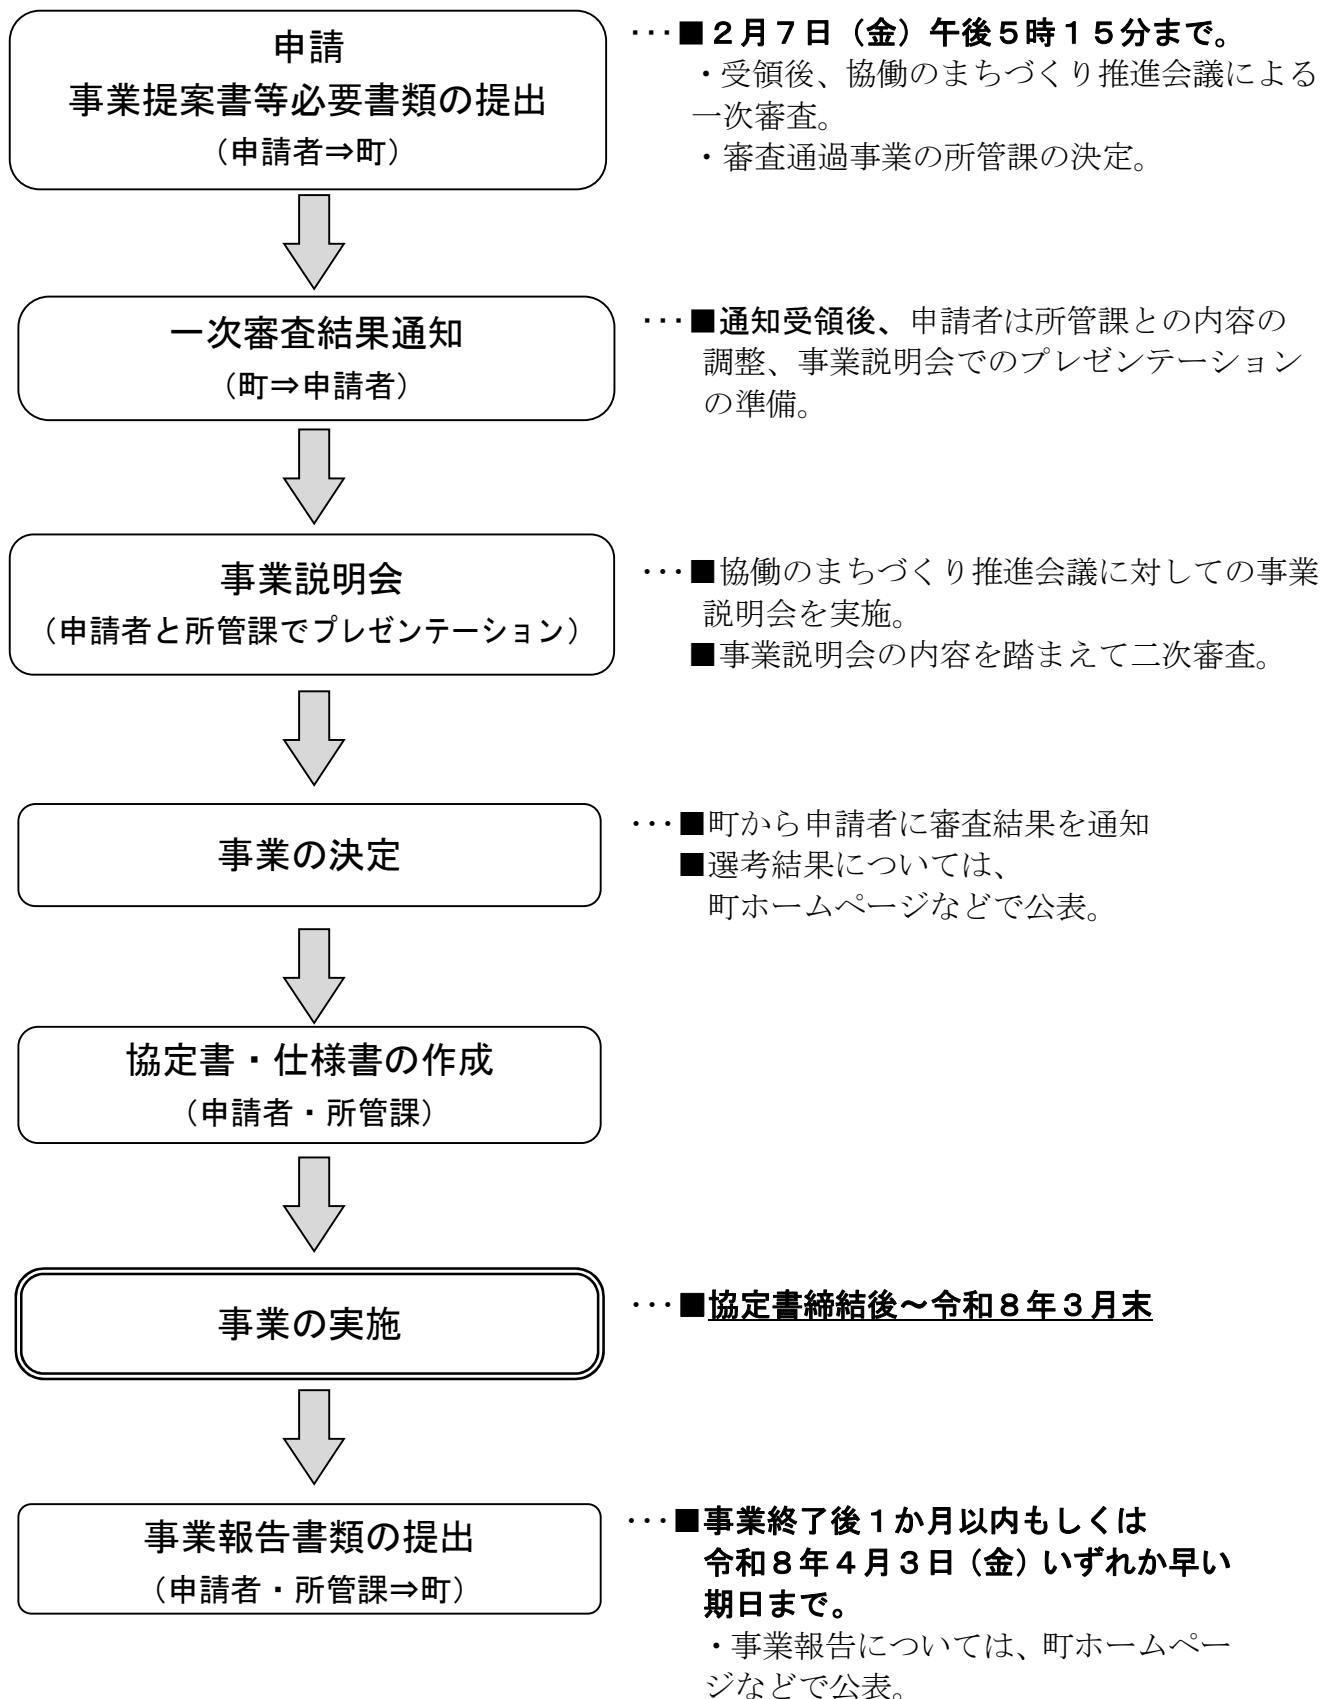 申請
事業提案書等必要書類の提出
（申請者⇒町）
･･･■２月７日（金）午後５時１５分まで。
・受領後、協働のまちづくり推進会議による
一次審査。
・審査通過事業の所管課の決定。
一次審査結果通知
（町⇒申請者）
･･･■通知受領後、申請者は所管課との内容の
調整、事業説明会でのプレゼンテーション
の準備。
事業説明会
（申請者と所管課でプレゼンテーション）
･･･■協働のまちづくり推進会議に対しての事業
説明会を実施。
■事業説明会の内容を踏まえて二次審査。
事業の決定
･･･■町から申請者に審査結果を通知
■選考結果については、
町ホームページなどで公表。
協定書・仕様書の作成
（申請者・所管課）
事業の実施
･･･■協定書締結後～令和８年３月末
事業報告書類の提出
（申請者・所管課⇒町）
･･･■事業終了後１か月以内もしくは
令和８年４月３日（金）いずれか早い
期日まで。
・事業報告については、町ホームペー
ジなどで公表。